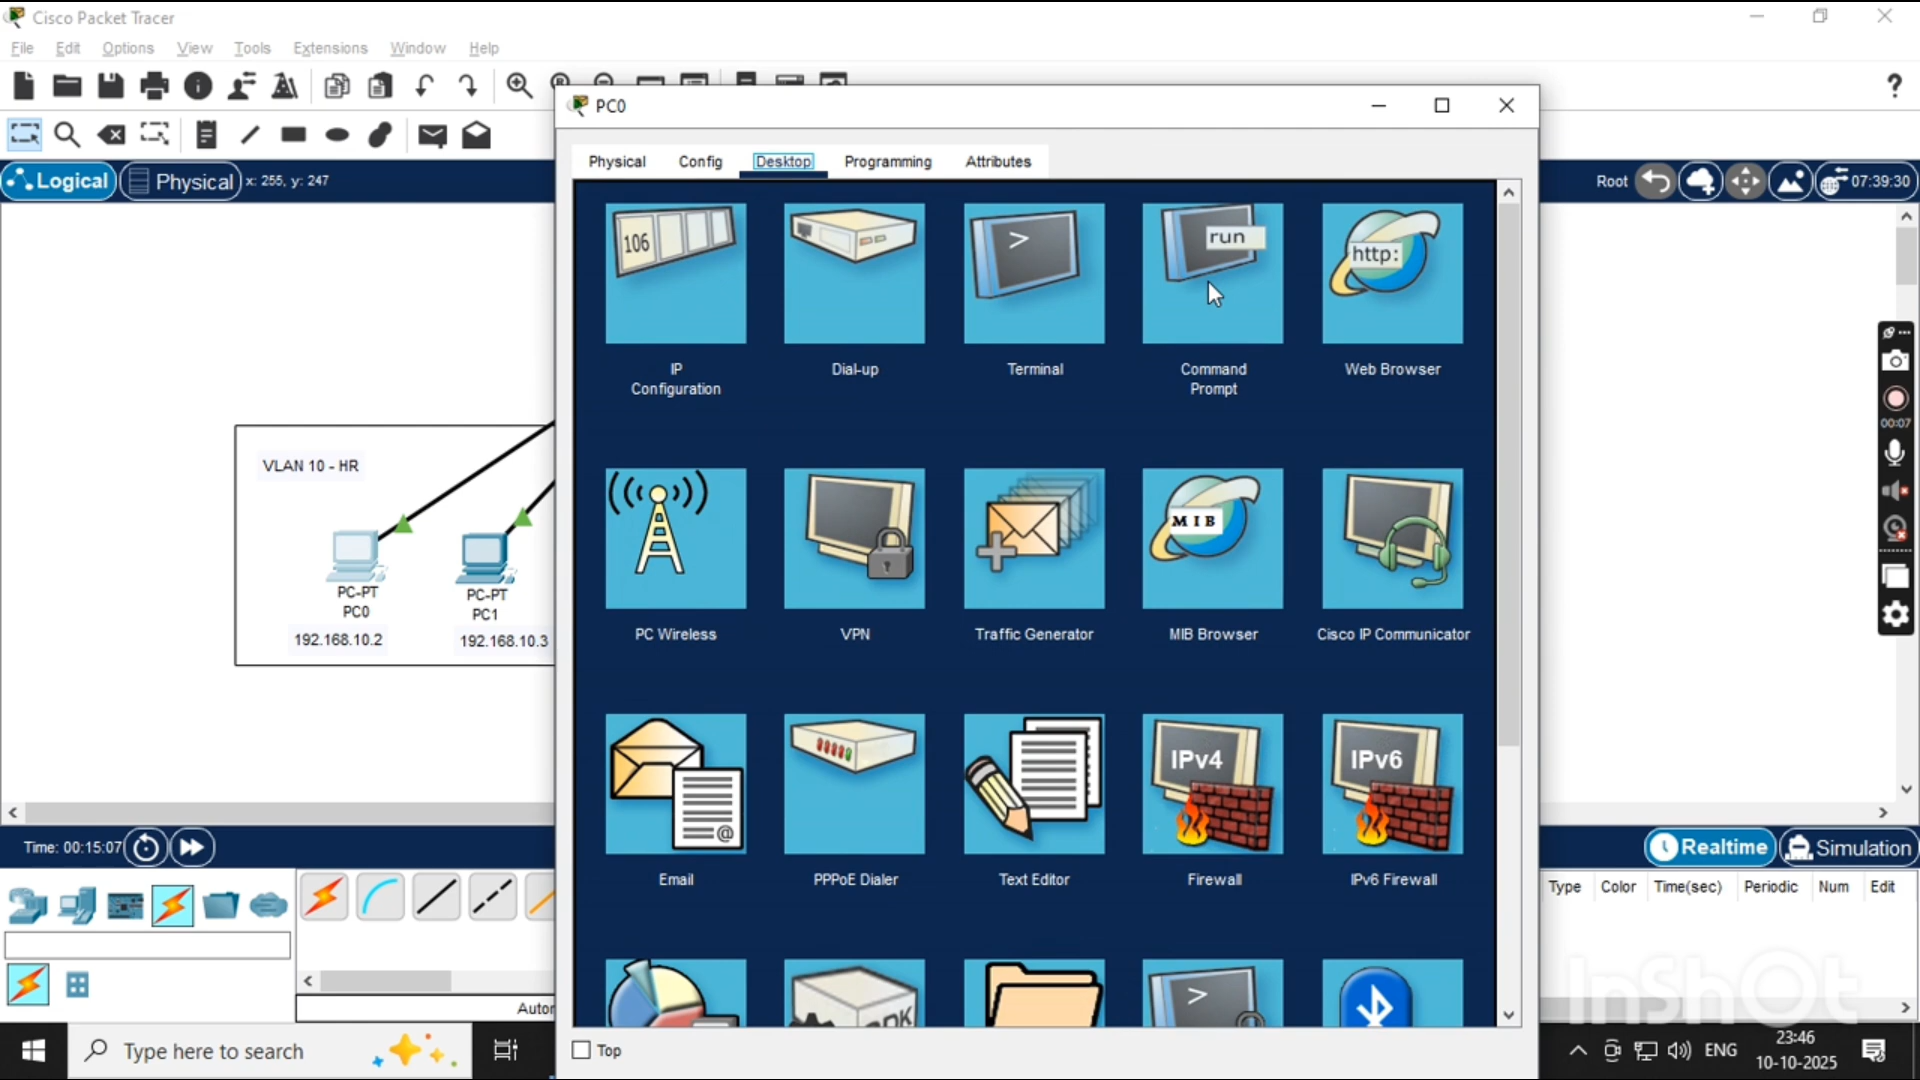 Cisco Packet Tracer
File Edit Options View Tools Extensions Window Help
PC0
Physical Config Desktop Programming Attributes
Logical Physical x: 255, y: 247
Root 07:39:30
106 > run http:
IP Configuration
Dial-up
Terminal
Command Prompt
Web Browser
00:07
VLAN 10 - HR
PC-PT
PC0
192.168.10.2
PC-PT
PC1
192.168.10.3
MIB
PC Wireless
VPN
Traffic Generator
MIB Browser
Cisco IP Communicator
@
IPv4
IPv6
Email
PPPoE Dialer
Text Editor
Firewall
IPv6 Firewall
>
Time: 00:15:07
Realtime Simulation
Type Color Time(sec) Periodic Num Edit
InShOt
Top
Type here to search
ENG
23:46
10-10-2025